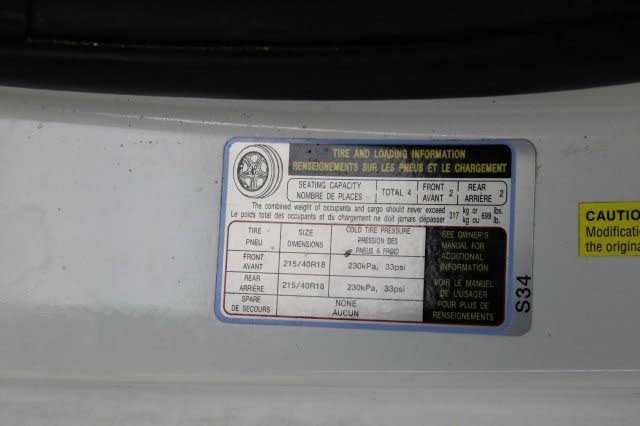 TIRE AND LOADING INFORMATION
RENSEIGNEMENTS SUR LES PNEUS ET LE CHARGEMENT
SEATING CAPACITY
NOMBRE DE PLACES
TOTAL 4
FRONT
AVANT 2
REAR
ARRIÈRE 2
The combined weight of occupants and cargo should never exceed 317 kg or 699 lbs.
Le poids total des occupants et du chargement ne doit jamais dépasser 317 kg ou 699 lb.
TIRE
PNEU
SIZE
DIMENSIONS
COLD TIRE PRESSURE
PRESSION DES
PNEUS À FROID
FRONT
AVANT
215/40R18
230kPa, 33psi
REAR
ARRIÈRE
215/40R18
230kPa, 33psi
SPARE
DE SECOURS
NONE
AUCUN
SEE OWNER'S
MANUAL FOR
ADDITIONAL
INFORMATION
VOIR LE MANUEL
DE L'USAGER
POUR PLUS DE
RENSEIGNEMENTS
S34
CAUTIO
Modificati
the origina